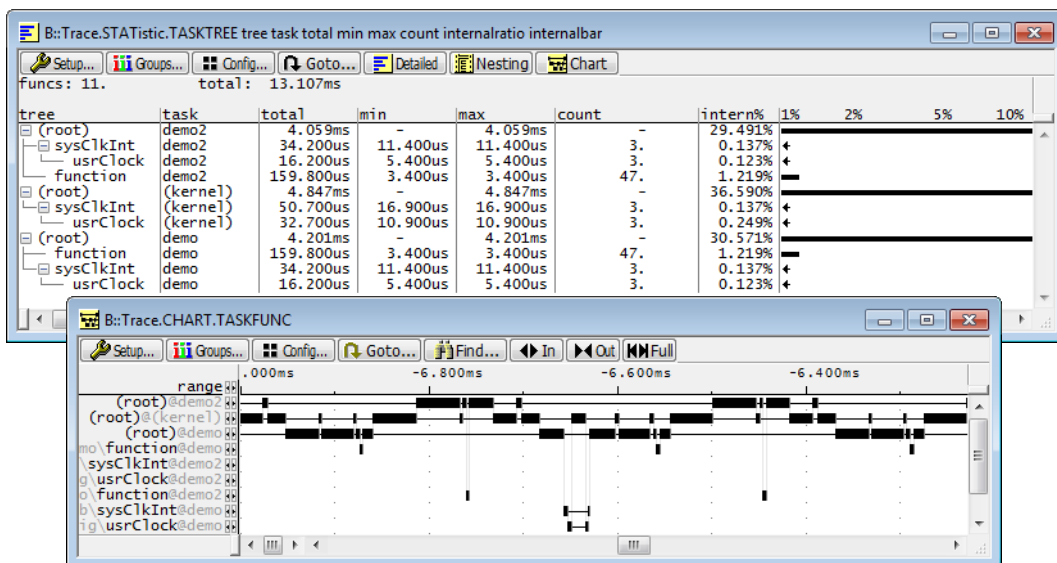 B::Trace.STATistic.TASKTREE tree task total min max count internalratio internalbar
Setup... Groups... Config... Goto... Detailed Nesting Chart
funcs: 11. total: 13.107ms
tree task total min max count intern% 1% 2% 5% 10%
(root) demo2 4.059ms - 4.059ms - 29.491%
sysClkInt demo2 34.200us 11.400us 11.400us 3. 0.137%
usrClock demo2 16.200us 5.400us 5.400us 3. 0.123%
function demo2 159.800us 3.400us 3.400us 47. 1.219%
(root) (kernel) 4.847ms - 4.847ms - 36.590%
sysClkInt (kernel) 50.700us 16.900us 16.900us 3. 0.137%
usrClock (kernel) 32.700us 10.900us 10.900us 3. 0.249%
(root) demo 4.201ms - 4.201ms - 30.571%
function demo 159.800us 3.400us 3.400us 47. 1.219%
sysClkInt demo 34.200us 11.400us 11.400us 3. 0.137%
usrClock demo 16.200us 5.400us 5.400us 3. 0.123%
B::Trace.CHART.TASKFUNC
Setup... Groups... Config... Goto... Find... In Out Full
.000ms -6.800ms -6.600ms -6.400ms
range
(root)@demo2
(root)@(kernel)
(root)@demo
mo\function@demo
\sysClkInt@demo2
g\usrClock@demo2
o\function@demo2
b\sysClkInt@demo
ig\usrClock@demo